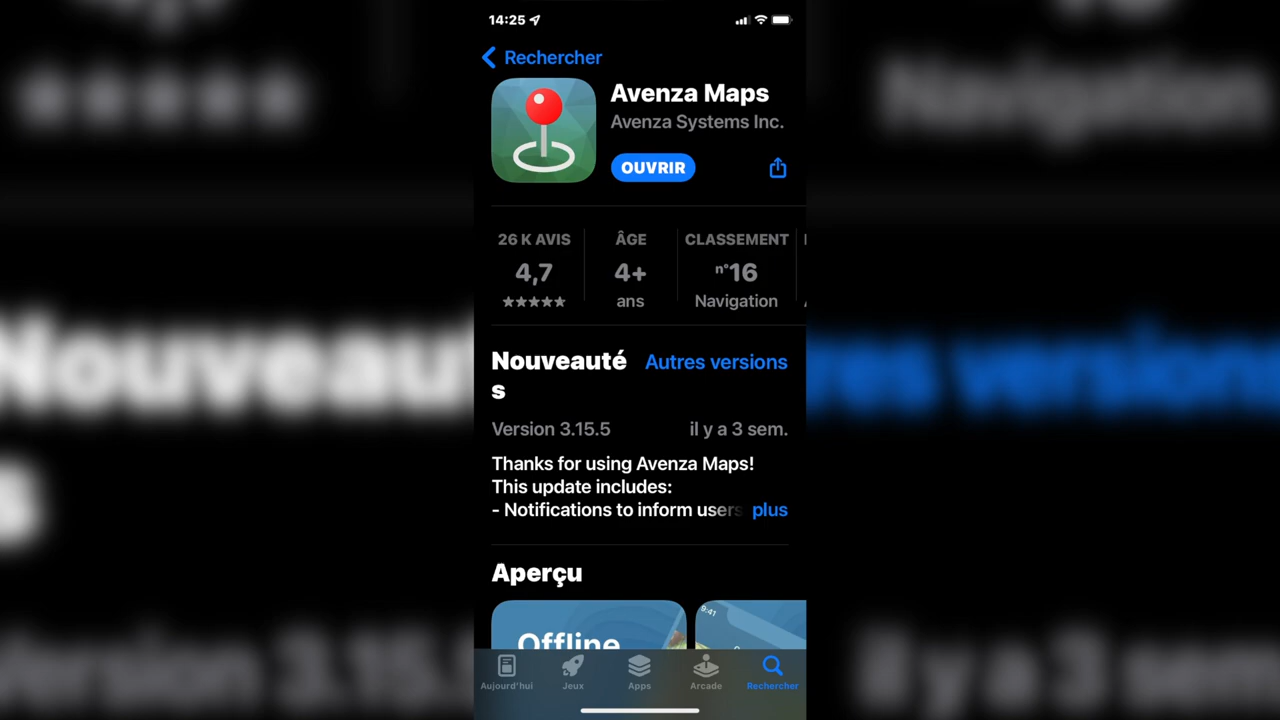 14:25
Rechercher
Avenza Maps
Avenza Systems Inc.
OUVRIR
26 K AVIS
4,7
★★★★★
ÂGE
4+
ans
CLASSEMENT
n°16
Navigation
Nouveauté
s
Autres versions
Version 3.15.5
il y a 3 sem.
Thanks for using Avenza Maps!
This update includes:
- Notifications to inform users
plus
Aperçu
Offline
9:41
Aujourd'hui
Jeux
Apps
Arcade
Rechercher